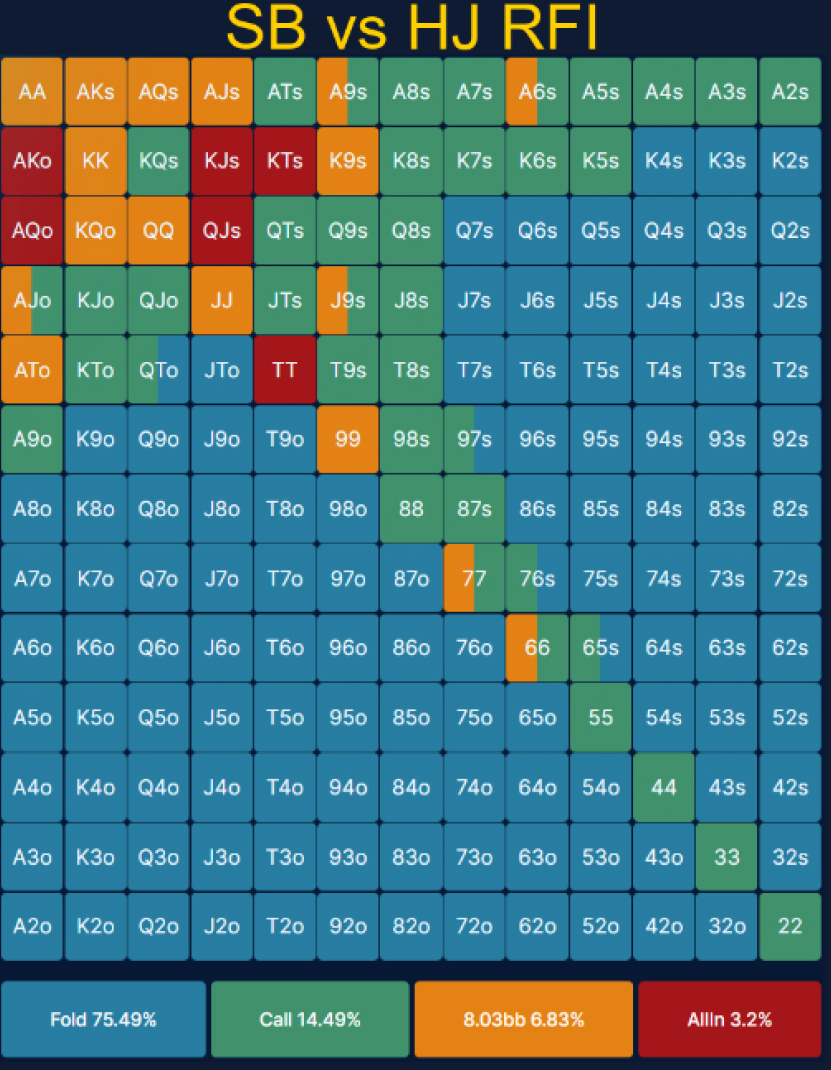 SB vs HJ RFI
AA AKs AQs AJs ATs A9s A8s A7s A6s A5s A4s A3s A2s
AKo KK KQs KJs KTs K9s K8s K7s K6s K5s K4s K3s K2s
AQo KQo QQ QJs QTs Q9s Q8s Q7s Q6s Q5s Q4s Q3s Q2s
AJo KJo QJo JJ JTs J9s J8s J7s J6s J5s J4s J3s J2s
ATo KTo QTo JTo TT T9s T8s T7s T6s T5s T4s T3s T2s
A9o K9o Q9o J9o T9o 99 98s 97s 96s 95s 94s 93s 92s
A8o K8o Q8o J8o T8o 98o 88 87s 86s 85s 84s 83s 82s
A7o K7o Q7o J7o T7o 97o 87o 77 76s 75s 74s 73s 72s
A6o K6o Q6o J6o T6o 96o 86o 76o 66 65s 64s 63s 62s
A5o K5o Q5o J5o T5o 95o 85o 75o 65o 55 54s 53s 52s
A4o K4o Q4o J4o T4o 94o 84o 74o 64o 54o 44 43s 42s
A3o K3o Q3o J3o T3o 93o 83o 73o 63o 53o 43o 33 32s
A2o K2o Q2o J2o T2o 92o 82o 72o 62o 52o 42o 32o 22
Fold 75.49% Call 14.49% 8.03bb 6.83% AllIn 3.2%